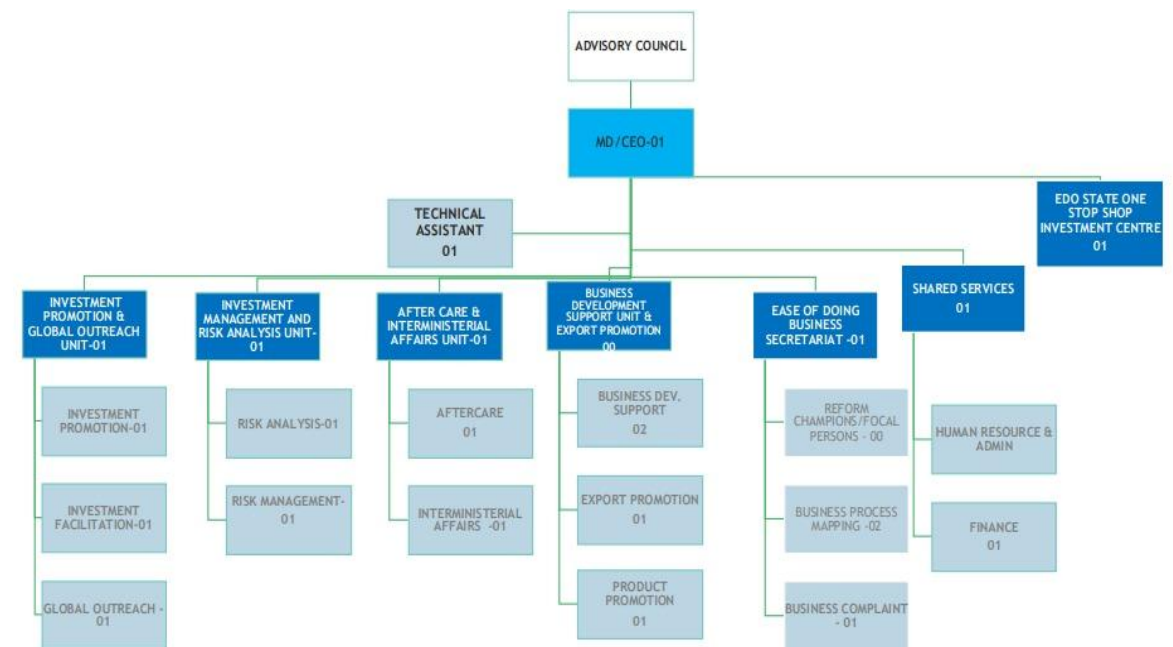 ADVISORY COUNCIL
MD/CEO-01
TECHNICAL
ASSISTANT
01
EDO STATE ONE
STOP SHOP
INVESTMENT CENTRE
01
INVESTMENT
PROMOTION &
GLOBAL OUTREACH
UNIT-01
INVESTMENT
MANAGEMENT AND
RISK ANALYSIS UNIT-
01
AFTER CARE &
INTERMINISTERIAL
AFFAIRS UNIT-01
BUSINESS
DEVELOPMENT
SUPPORT UNIT &
EXPORT PROMOTION
00
EASE OF DOING
BUSINESS
SECRETARIAT -01
SHARED SERVICES
01
INVESTMENT
PROMOTION-01
INVESTMENT
FACILITATION-01
GLOBAL OUTREACH -
01
RISK ANALYSIS-01
RISK MANAGEMENT-
01
AFTERCARE
01
INTERMINISTERIAL
AFFAIRS -01
BUSINESS DEV.
SUPPORT
02
EXPORT PROMOTION
01
PRODUCT
PROMOTION
01
REFORM
CHAMPIONS/FOCAL
PERSONS - 00
BUSINESS PROCESS
MAPPING -02
BUSINESS COMPLAINT
- 01
HUMAN RESOURCE &
ADMIN
FINANCE
01